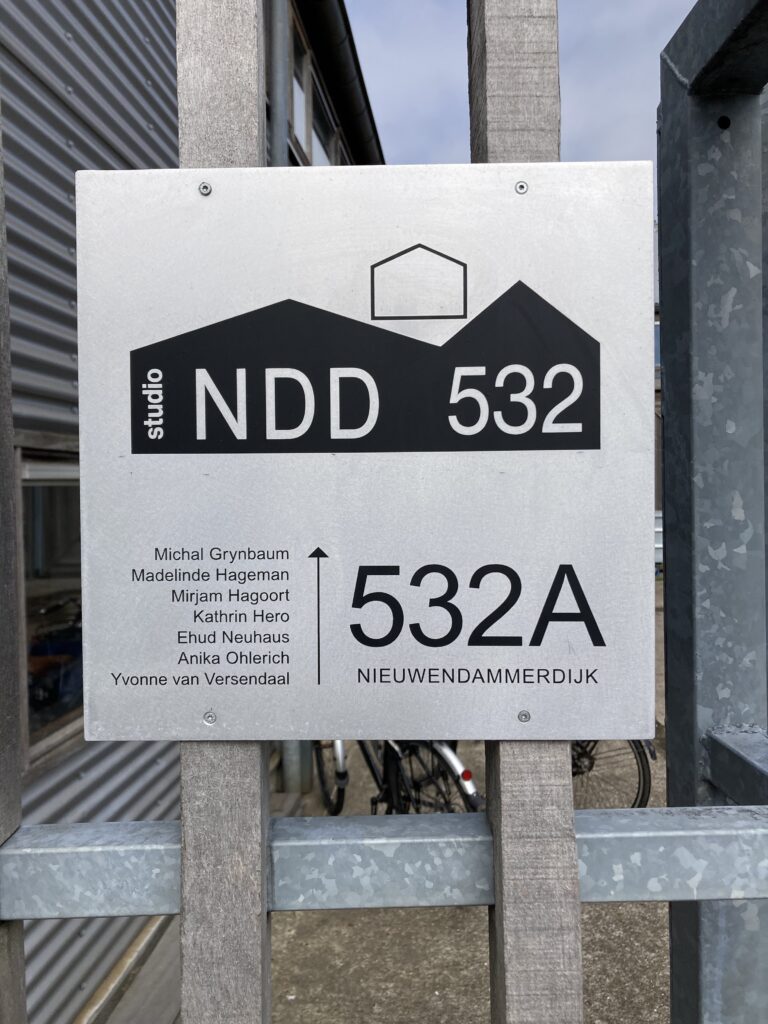 studio
NDD 532
Michal Grynbaum
Madelinde Hageman
Mirjam Hagoort
Kathrin Hero
Ehud Neuhaus
Anika Ohlerich
Yvonne van Versendaal
532A
NIEUWENDAMMERDIJK